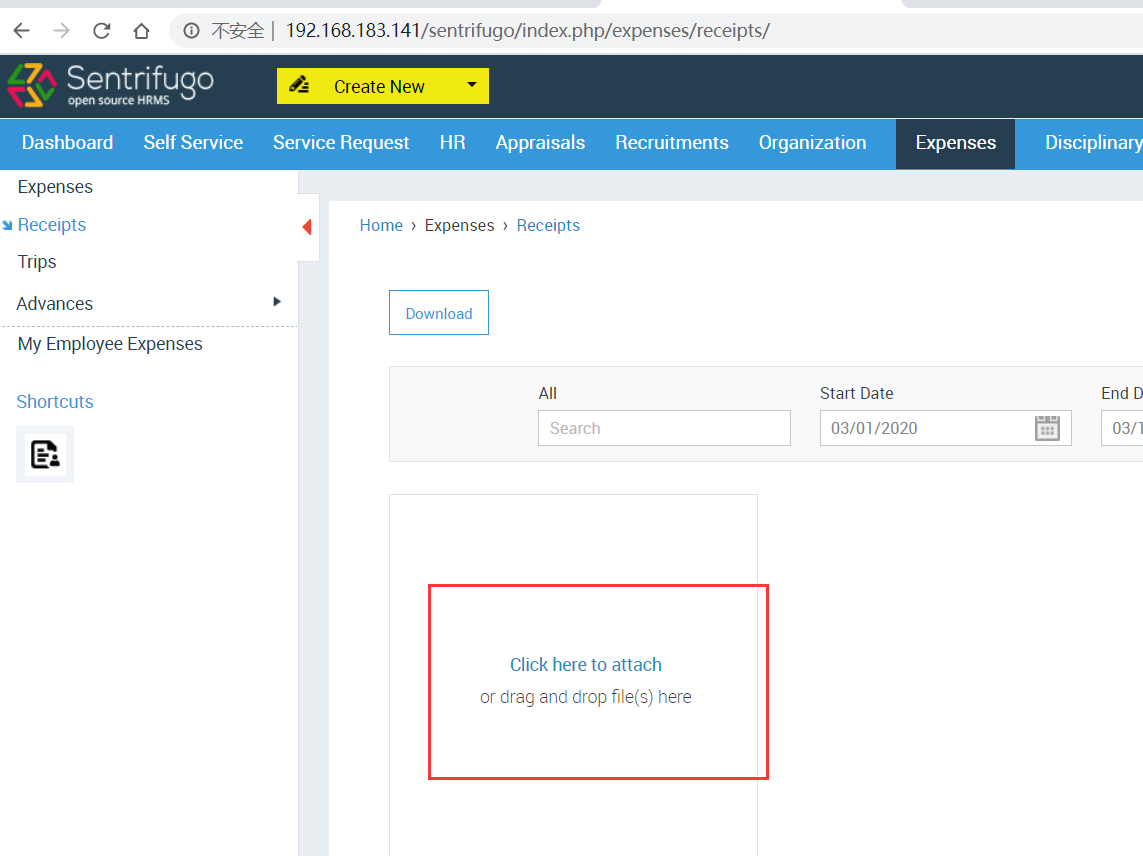 不安全 | 192.168.183.141/sentrifugo/index.php/expenses/receipts/
Sentrifugo
open source HRMS
Create New
Dashboard Self Service Service Request HR Appraisals Recruitments Organization Expenses Disciplinary
Expenses
Receipts
Trips
Advances
My Employee Expenses
Shortcuts
Home › Expenses › Receipts
Download
All Start Date End D
Search 03/01/2020 03/1
Click here to attach
or drag and drop file(s) here